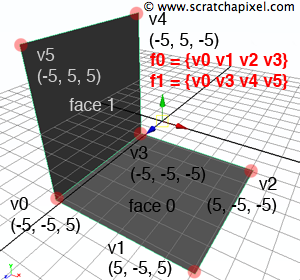 © www.scratchapixel.com
v4
(-5, 5, -5)
f0 = {v0 v1 v2 v3}
f1 = {v0 v3 v4 v5}
v5
(-5, 5, 5)
face 1
v3
(-5, -5, -5)
v2
(5, -5, -5)
v0
(-5, -5, 5)
face 0
v1
(5, -5, 5)